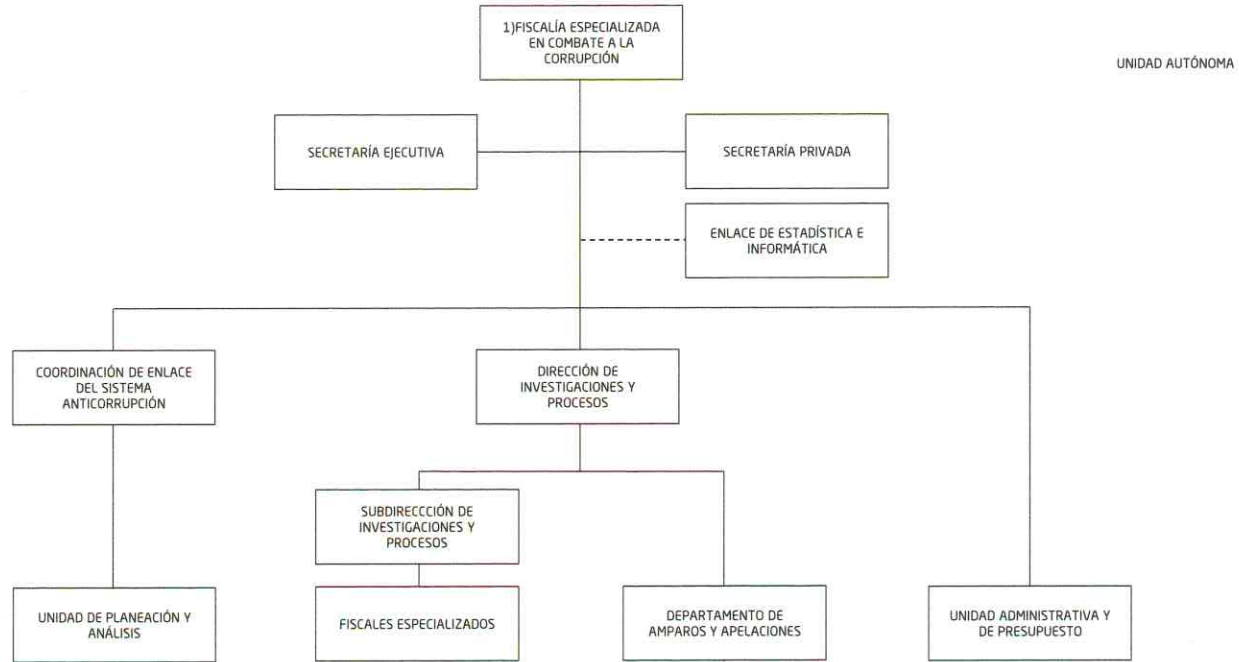 1)FISCALÍA ESPECIALIZADA
EN COMBATE A LA
CORRUPCIÓN
UNIDAD AUTÓNOMA
SECRETARÍA EJECUTIVA
SECRETARÍA PRIVADA
ENLACE DE ESTADÍSTICA E
INFORMÁTICA
COORDINACIÓN DE ENLACE
DEL SISTEMA
ANTICORRUPCIÓN
DIRECCIÓN DE
INVESTIGACIONES Y
PROCESOS
SUBDIRECCCIÓN DE
INVESTIGACIONES Y
PROCESOS
UNIDAD DE PLANEACIÓN Y
ANÁLISIS
FISCALES ESPECIALIZADOS
DEPARTAMENTO DE
AMPAROS Y APELACIONES
UNIDAD ADMINISTRATIVA Y
DE PRESUPUESTO